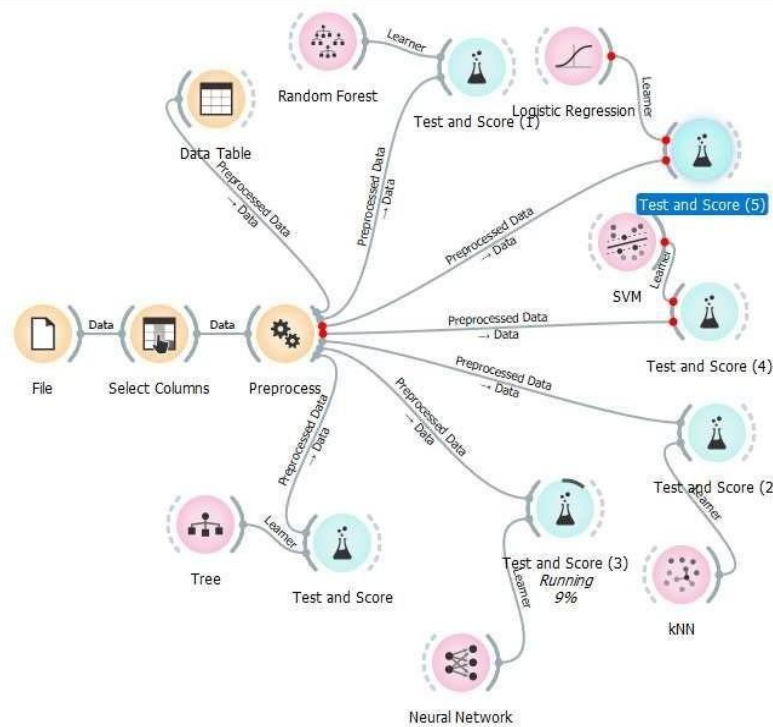 Learner
Random Forest
Test and Score (1)
Logistic Regression
Learner
Data Table
Preprocessed Data
→ Data
Preprocessed Data
→ Data
Preprocessed Data
→ Data
Test and Score (5)
Learner
SVM
Preprocessed Data
→ Data
Test and Score (4)
Data
Data
File
Select Columns
Preprocess
Preprocessed Data
→ Data
Preprocessed Data
→ Data
Preprocessed Data
→ Data
Test and Score (2
Learner
Learner
Tree
Test and Score
Test and Score (3)
Running
9%
Learner
kNN
Neural Network